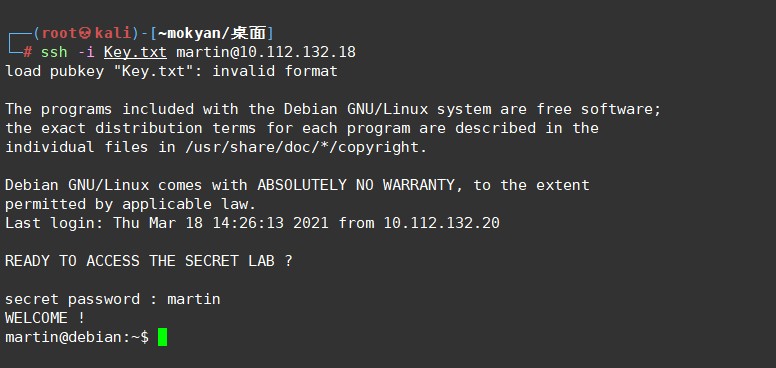 ┌──(root㉿kali)-[~mokyan/桌面]
└─# ssh -i Key.txt martin@10.112.132.18
load pubkey "Key.txt": invalid format
The programs included with the Debian GNU/Linux system are free software;
the exact distribution terms for each program are described in the
individual files in /usr/share/doc/*/copyright.
Debian GNU/Linux comes with ABSOLUTELY NO WARRANTY, to the extent
permitted by applicable law.
Last login: Thu Mar 18 14:26:13 2021 from 10.112.132.20
READY TO ACCESS THE SECRET LAB ?
secret password : martin
WELCOME !
martin@debian:~$